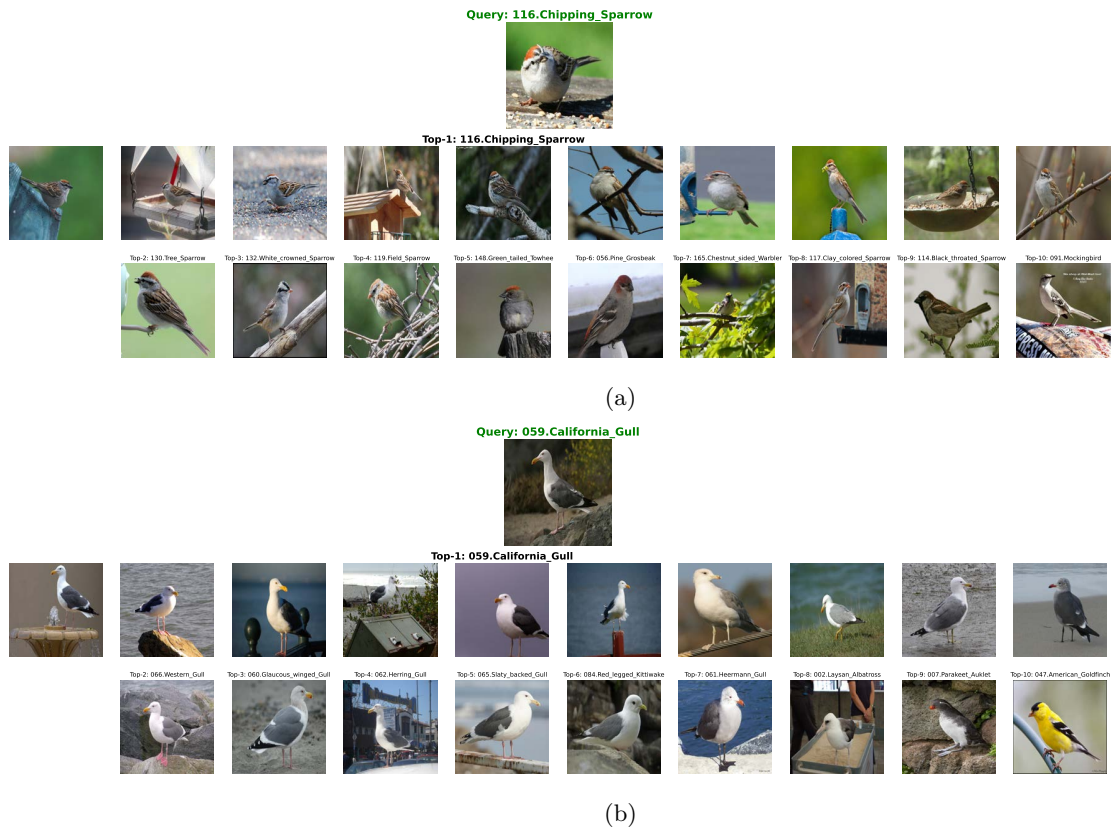 Query: 116.Chipping_Sparrow
Top-1: 116.Chipping_Sparrow
Top-2: 130.Tree_Sparrow
Top-3: 132.White_crowned_Sparrow
Top-4: 119.Field_Sparrow
Top-5: 148.Green_tailed_Towhee
Top-6: 056.Pine_Grosbeak
Top-7: 165.Chestnut_sided_Warbler
Top-8: 117.Clay_colored_Sparrow
Top-9: 114.Black_throated_Sparrow
Top-10: 091.Mockingbird
(a)
Query: 059.California_Gull
Top-1: 059.California_Gull
Top-2: 066.Western_Gull
Top-3: 060.Glaucous_winged_Gull
Top-4: 062.Herring_Gull
Top-5: 065.Slaty_backed_Gull
Top-6: 084.Red_legged_Kittiwake
Top-7: 061.Heermann_Gull
Top-8: 002.Laysan_Albatross
Top-9: 007.Parakeet_Auklet
Top-10: 047.American_Goldfinch
(b)